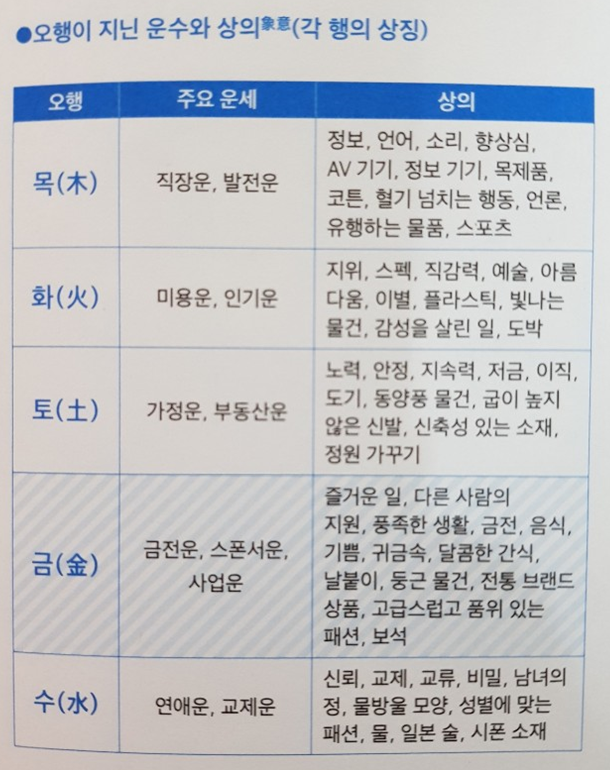 ●오행이 지닌 운수와 상의象意(각 행의 상징)
오행 주요 운세 상의
목(木)
직장운, 발전운
정보, 언어, 소리, 향상심,
AV 기기, 정보 기기, 목제품,
코튼, 혈기 넘치는 행동, 언론,
유행하는 물품, 스포츠
화(火)
미용운, 인기운
지위, 스펙, 직감력, 예술, 아름
다움, 이별, 플라스틱, 빛나는
물건, 감성을 살린 일, 도박
토(土)
가정운, 부동산운
노력, 안정, 지속력, 저금, 이직,
도기, 동양풍 물건, 굽이 높지
않은 신발, 신축성 있는 소재,
정원 가꾸기
금(金)
금전운, 스폰서운,
사업운
즐거운 일, 다른 사람의
지원, 풍족한 생활, 금전, 음식,
기쁨, 귀금속, 달콤한 간식,
날붙이, 둥근 물건, 전통 브랜드
상품, 고급스럽고 품위 있는
패션, 보석
수(水)
연애운, 교제운
신뢰, 교제, 교류, 비밀, 남녀의
정, 물방울 모양, 성별에 맞는
패션, 물, 일본 술, 시폰 소재